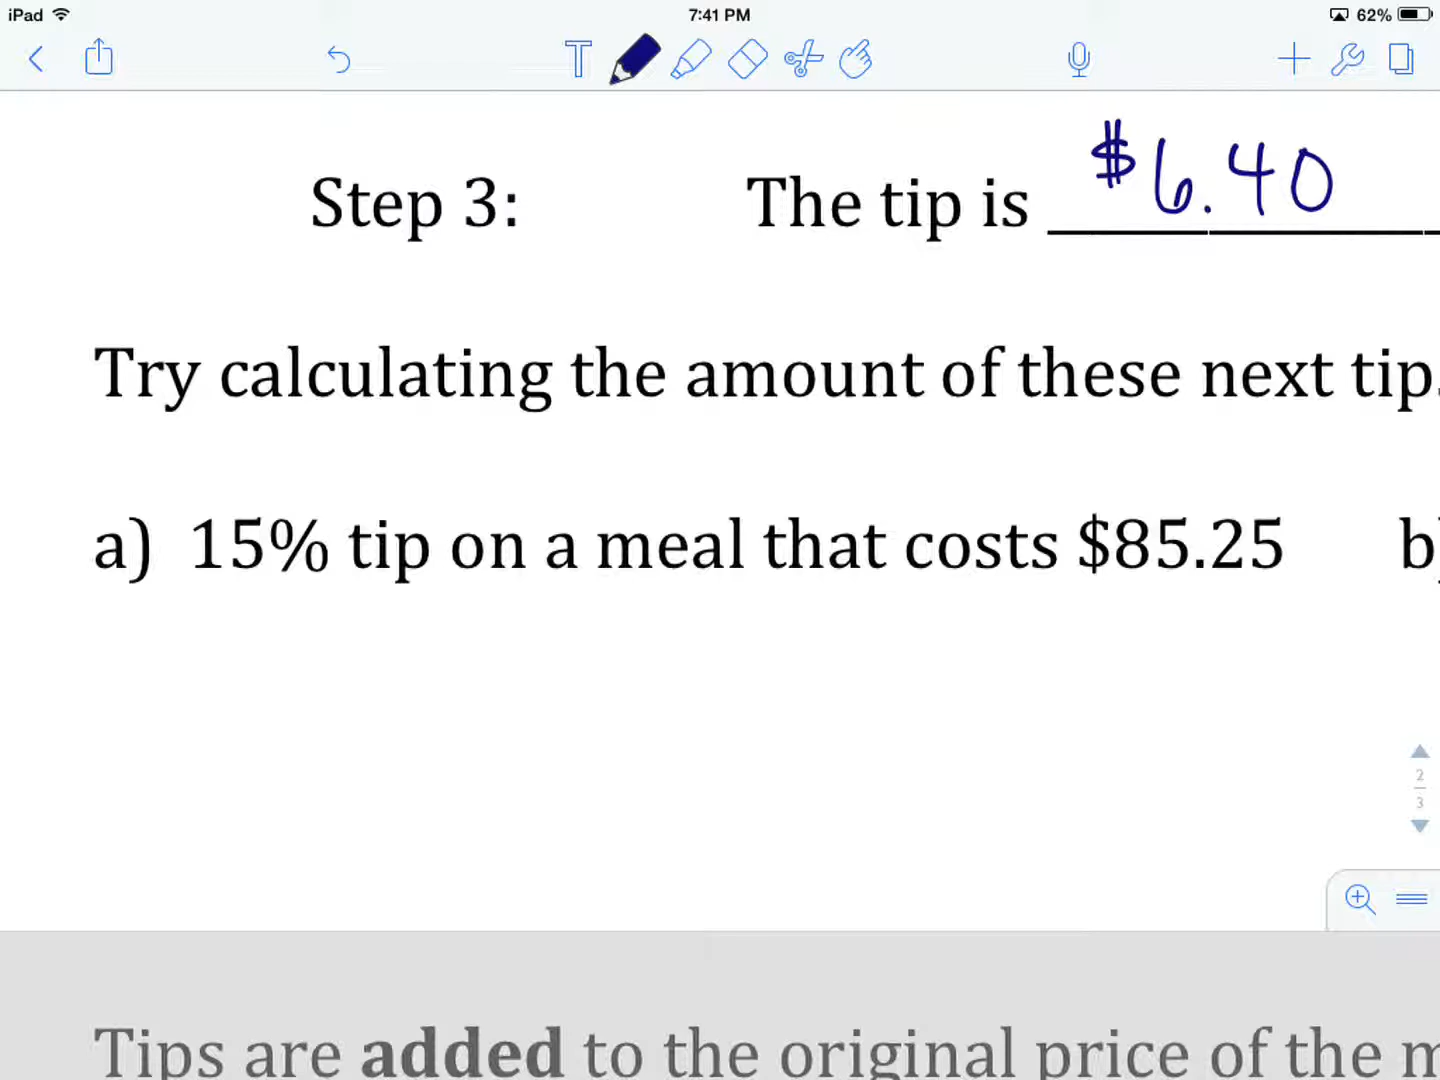 iPad 7:41 PM 62%
T
Step 3: The tip is $6.40
Try calculating the amount of these next tip
a) 15% tip on a meal that costs $85.25 b)
2
3
Tips are added to the original price of the m